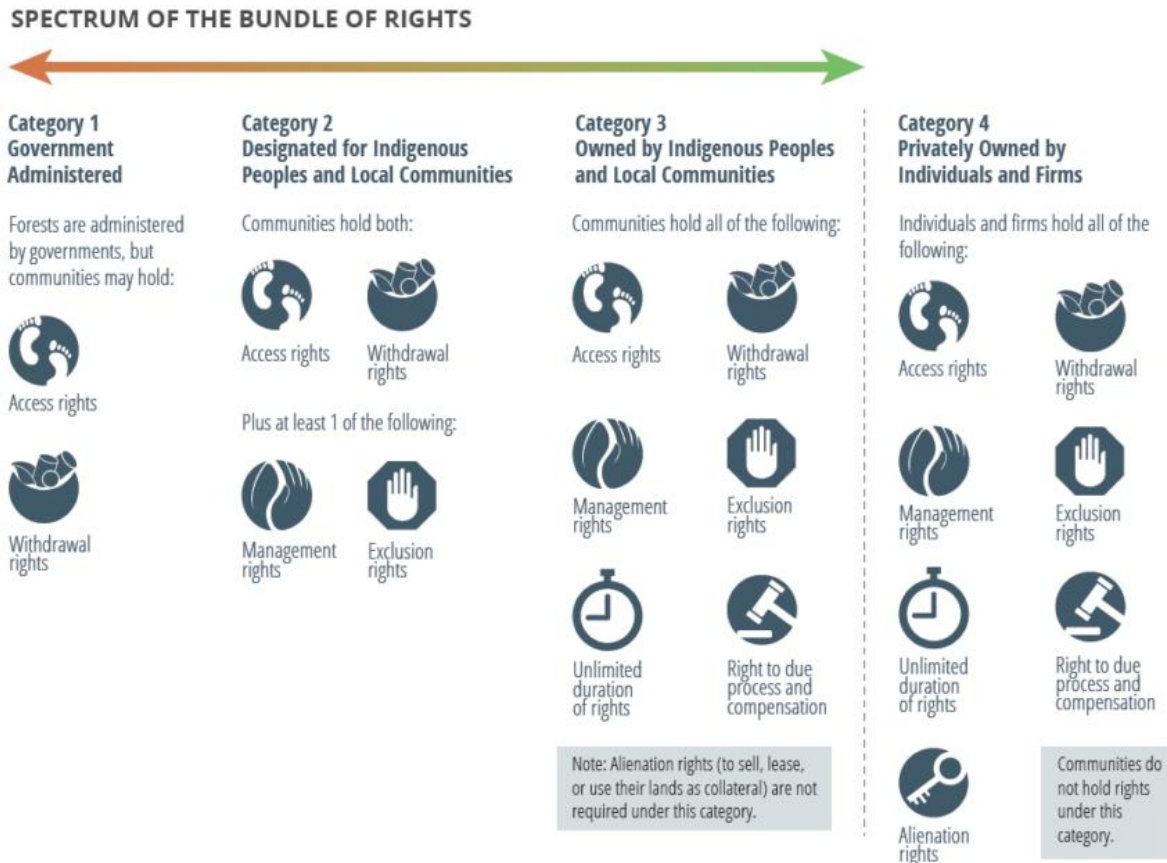 SPECTRUM OF THE BUNDLE OF RIGHTS
Category 1
Government
Administered
Forests are administered
by governments, but
communities may hold:
Access rights
Withdrawal
rights
Category 2
Designated for Indigenous
Peoples and Local Communities
Communities hold both:
Access rights
Withdrawal
rights
Plus at least 1 of the following:
Management
rights
Exclusion
rights
Category 3
Owned by Indigenous Peoples
and Local Communities
Communities hold all of the following:
Access rights
Withdrawal
rights
Management
rights
Exclusion
rights
Unlimited
duration
of rights
Right to due
process and
compensation
Note: Alienation rights (to sell, lease,
or use their lands as collateral) are not
required under this category.
Category 4
Privately Owned by
Individuals and Firms
Individuals and firms hold all of the
following:
Access rights
Withdrawal
rights
Management
rights
Exclusion
rights
Unlimited
duration
of rights
Right to due
process and
compensation
Alienation
rights
Communities do
not hold rights
under this
category.